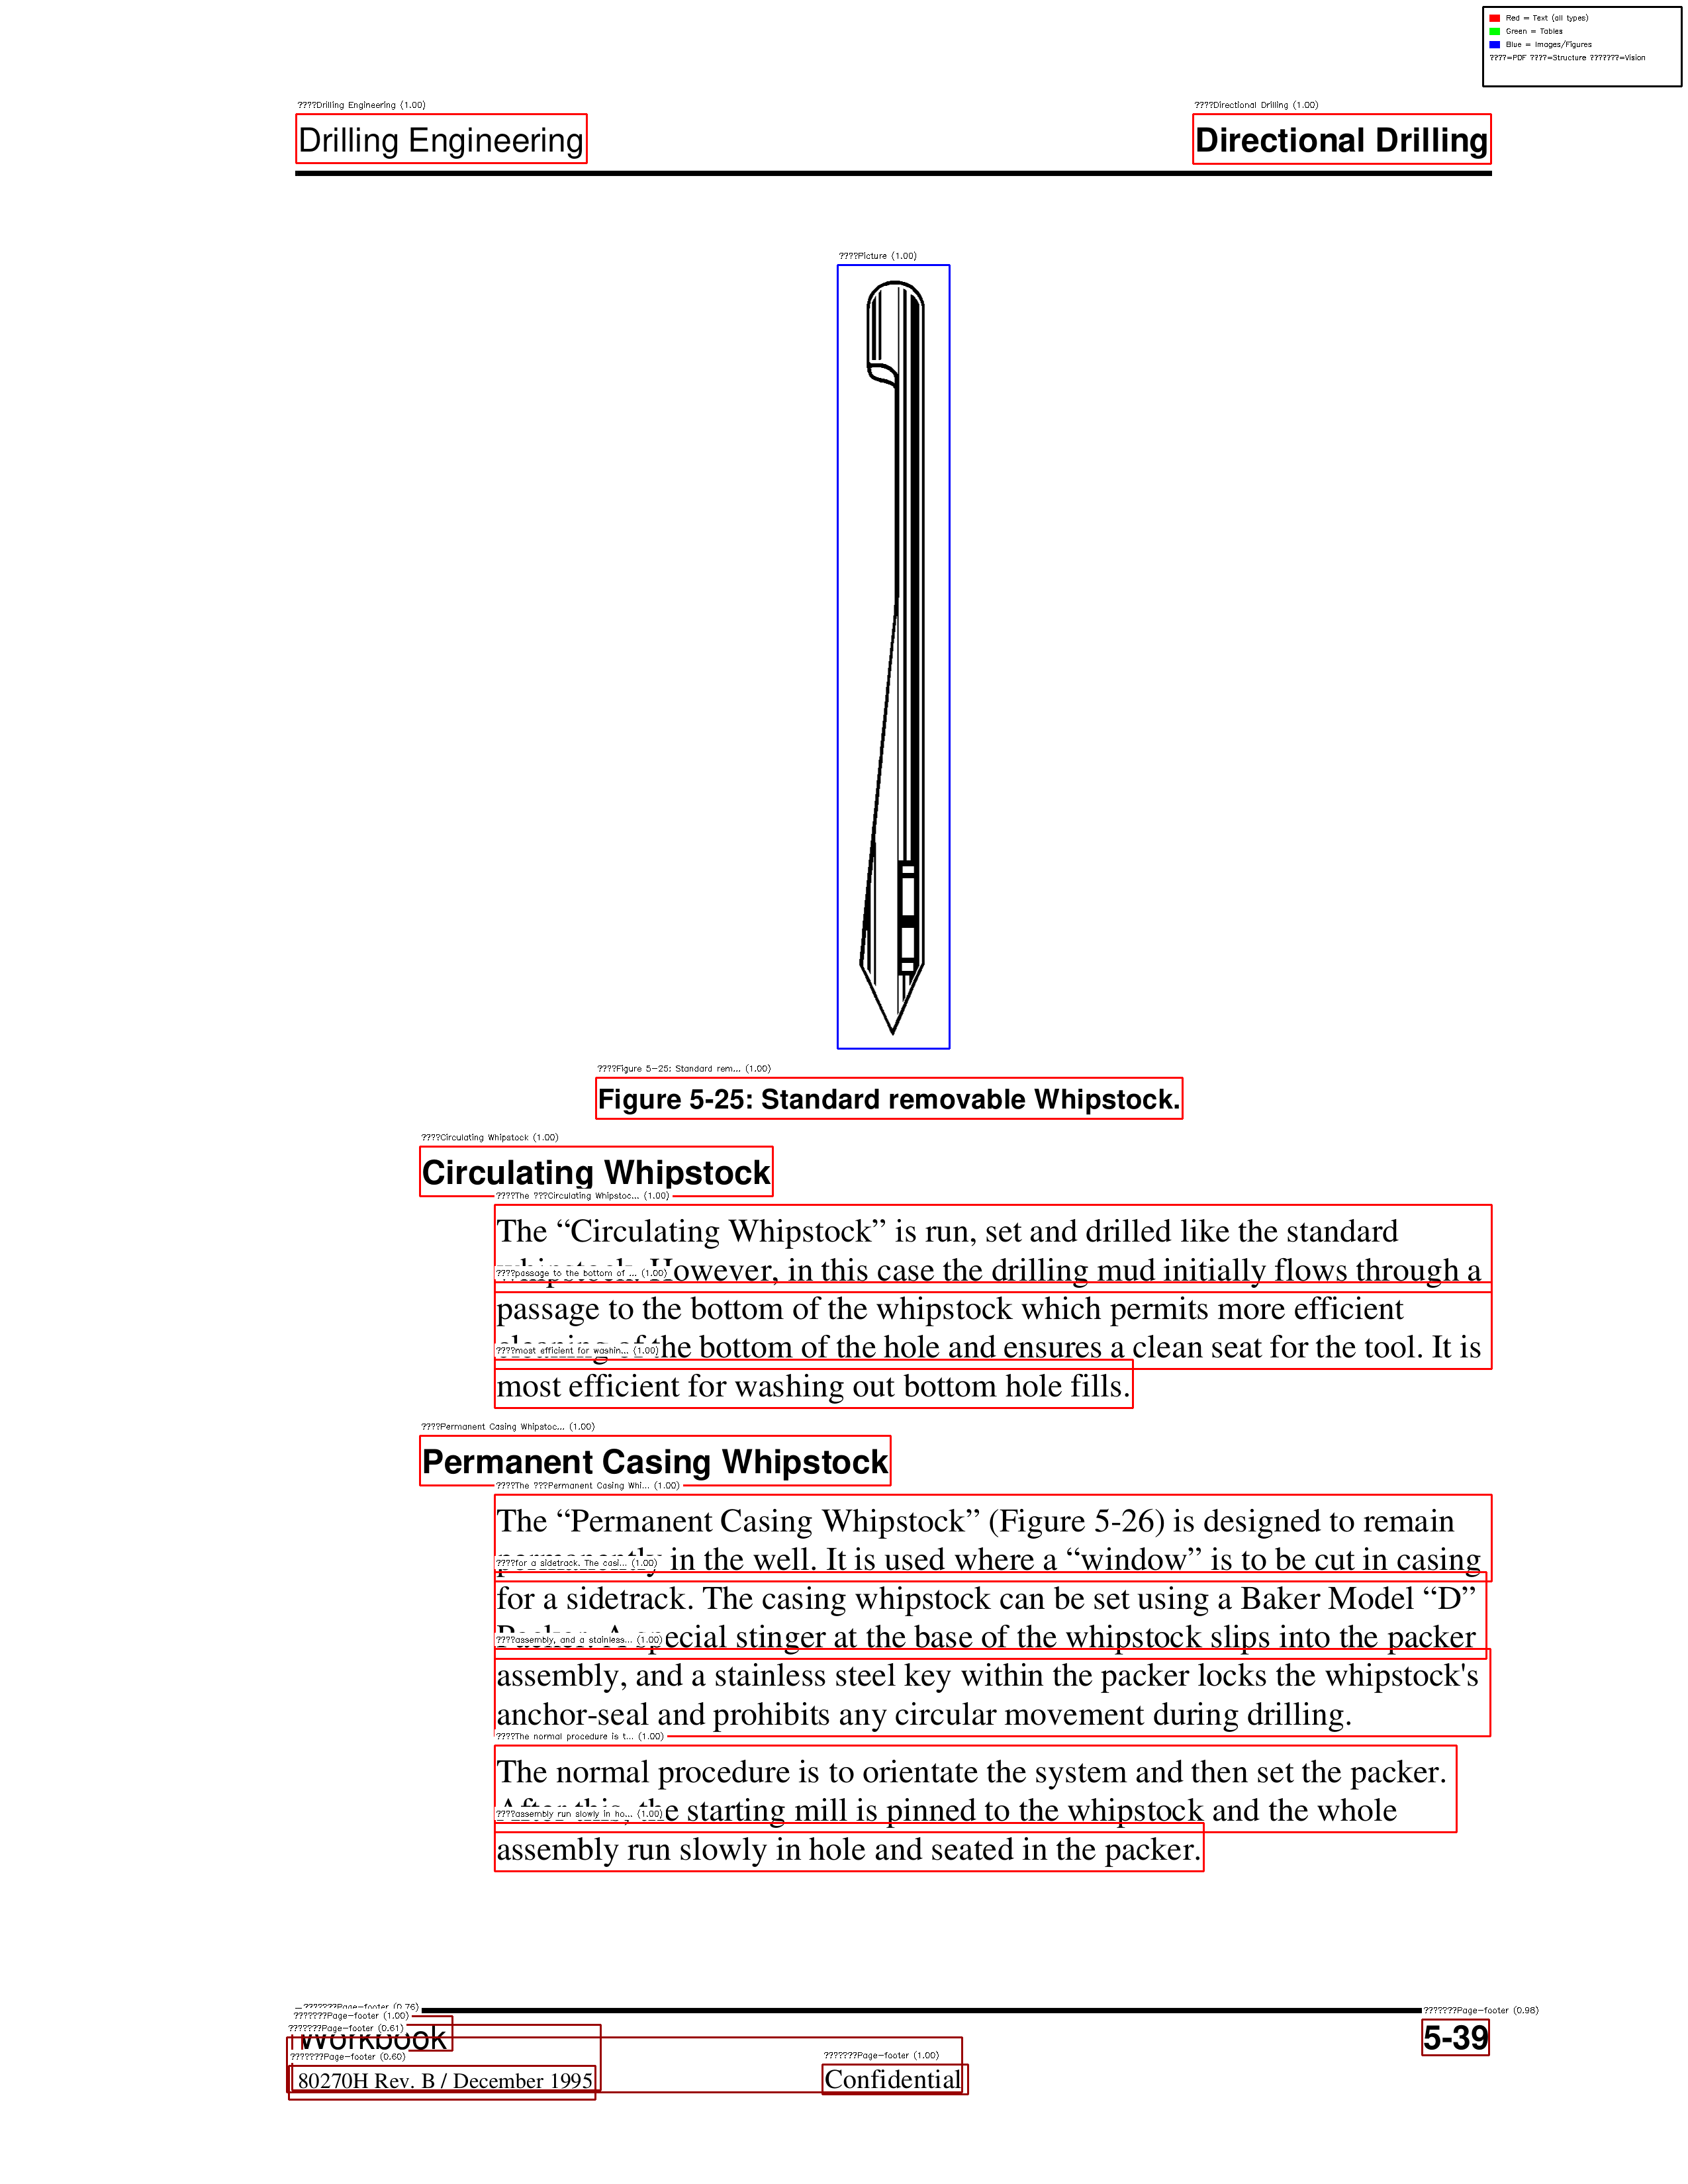 Red = Text (all types)
Green = Tables
Blue = Images/Figures
????=PDF ????=Structure ???????=Vision
????Drilling Engineering (1.00)
????Directional Drilling (1.00)
Drilling Engineering
Directional Drilling
????Picture (1.00)
????Figure 5-25: Standard rem... (1.00)
Figure 5-25: Standard removable Whipstock.
????Circulating Whipstock (1.00)
Circulating Whipstock
????The ???Circulating Whipstoc... (1.00)
The “Circulating Whipstock” is run, set and drilled like the standard
whipstock. However, in this case the drilling mud initially flows through a
????passage to the bottom of ... (1.00)
passage to the bottom of the whipstock which permits more efficient
cleaning of the bottom of the hole and ensures a clean seat for the tool. It is
????most efficient for washin... (1.00)
most efficient for washing out bottom hole fills.
????Permanent Casing Whipstoc... (1.00)
Permanent Casing Whipstock
????The ???Permanent Casing Whi... (1.00)
The “Permanent Casing Whipstock” (Figure 5-26) is designed to remain
permanently in the well. It is used where a “window” is to be cut in casing
????for a sidetrack. The casi... (1.00)
for a sidetrack. The casing whipstock can be set using a Baker Model “D”
Packer. A special stinger at the base of the whipstock slips into the packer
????assembly, and a stainless... (1.00)
assembly, and a stainless steel key within the packer locks the whipstock's
anchor-seal and prohibits any circular movement during drilling.
????The normal procedure is t... (1.00)
The normal procedure is to orientate the system and then set the packer.
After this, the starting mill is pinned to the whipstock and the whole
????assembly run slowly in ho... (1.00)
assembly run slowly in hole and seated in the packer.
???????Page-footer (0.76)
???????Page-footer (0.98)
???????Page-footer (1.00)
???????Page-footer (0.61)
Workbook
5-39
???????Page-footer (0.60)
???????Page-footer (1.00)
80270H Rev. B / December 1995
Confidential